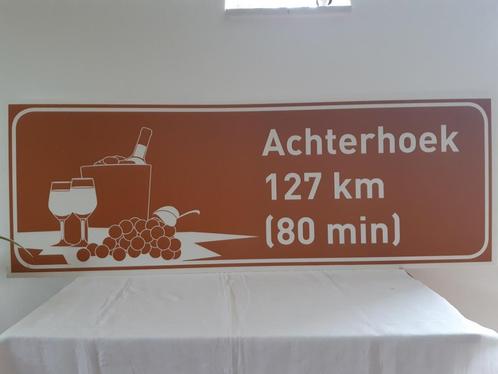 Achterhoek
127 km
(80 min)